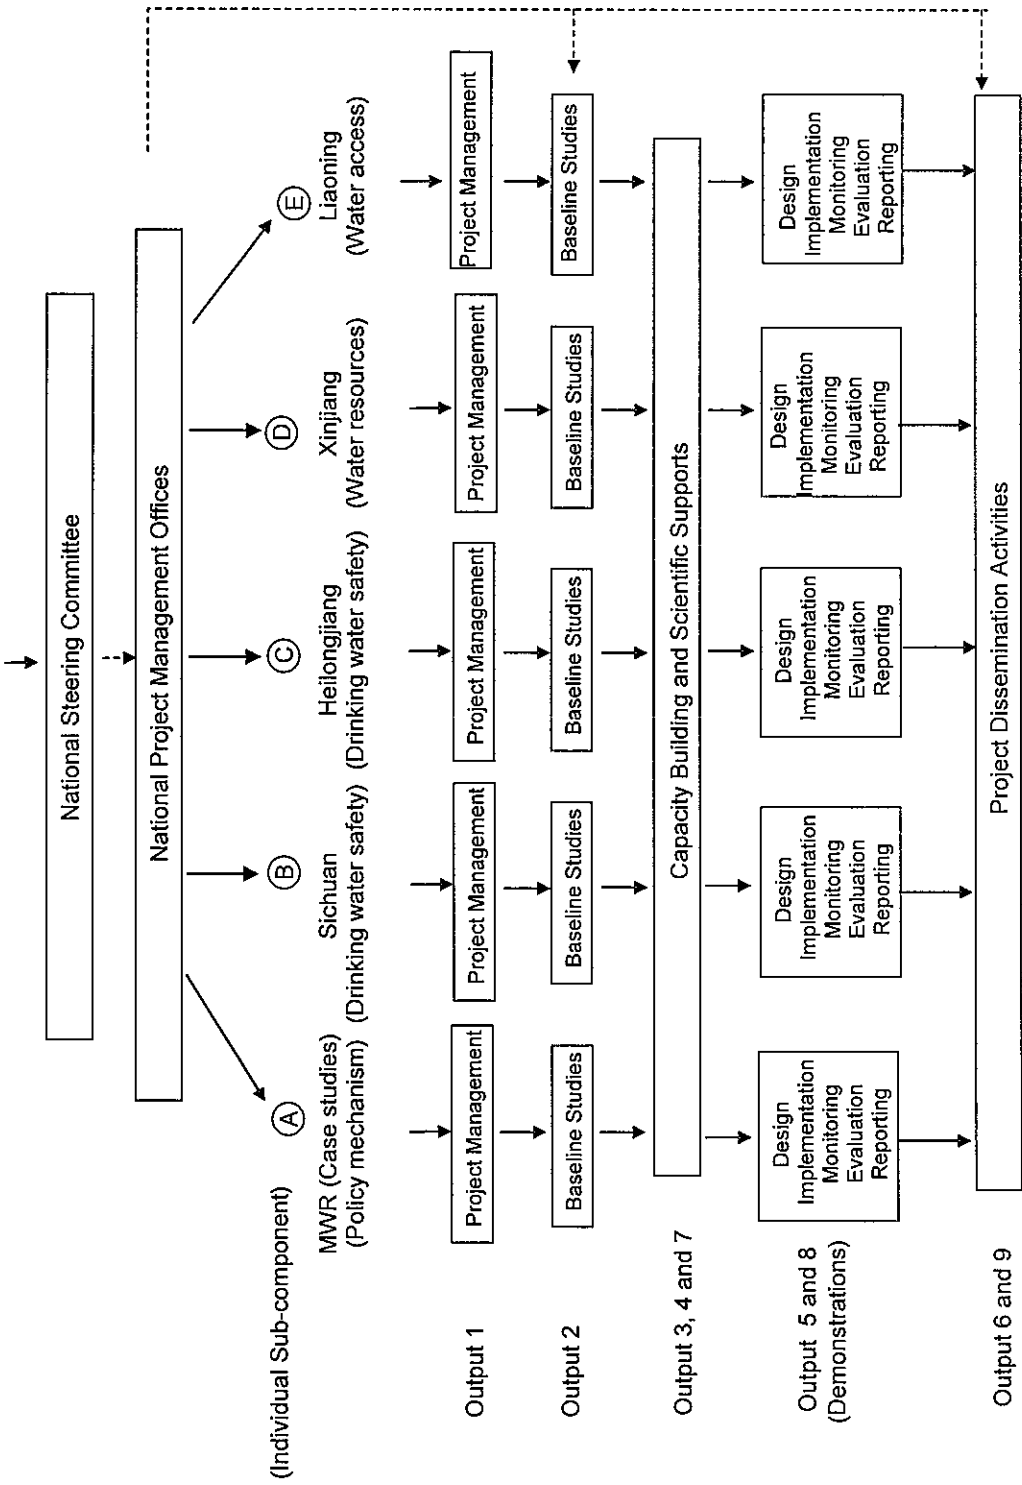 National Steering Committee
National Project Management Offices
(Individual Sub-component)
A
B
C
D
E
MWR (Case studies)
(Policy mechanism)
Sichuan
(Drinking water safety)
Heilongjiang
(Drinking water safety)
Xinjiang
(Water resources)
Liaoning
(Water access)
Output 1
Project Management
Project Management
Project Management
Project Management
Project Management
Output 2
Baseline Studies
Baseline Studies
Baseline Studies
Baseline Studies
Baseline Studies
Output 3, 4 and 7
Capacity Building and Scientific Supports
Output 5 and 8
(Demonstrations)
Design
Implementation
Monitoring
Evaluation
Reporting
Design
Implementation
Monitoring
Evaluation
Reporting
Design
Implementation
Monitoring
Evaluation
Reporting
Design
Implementation
Monitoring
Evaluation
Reporting
Design
Implementation
Monitoring
Evaluation
Reporting
Output 6 and 9
Project Dissemination Activities